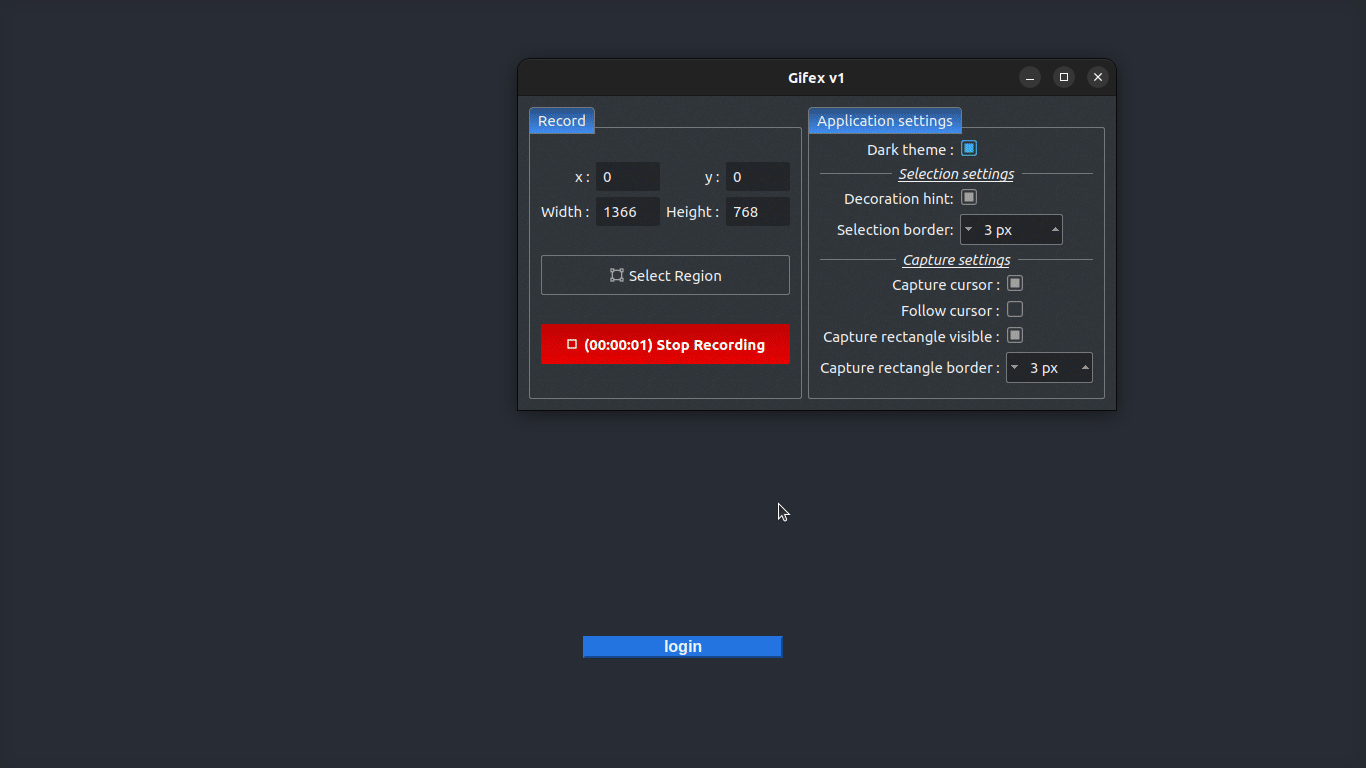 Gifex v1
Record
x : 0 y : 0
Width : 1366 Height : 768
Select Region
(00:00:01) Stop Recording
Application settings
Dark theme :
Selection settings
Decoration hint:
Selection border: 3 px
Capture settings
Capture cursor :
Follow cursor :
Capture rectangle visible :
Capture rectangle border : 3 px
login